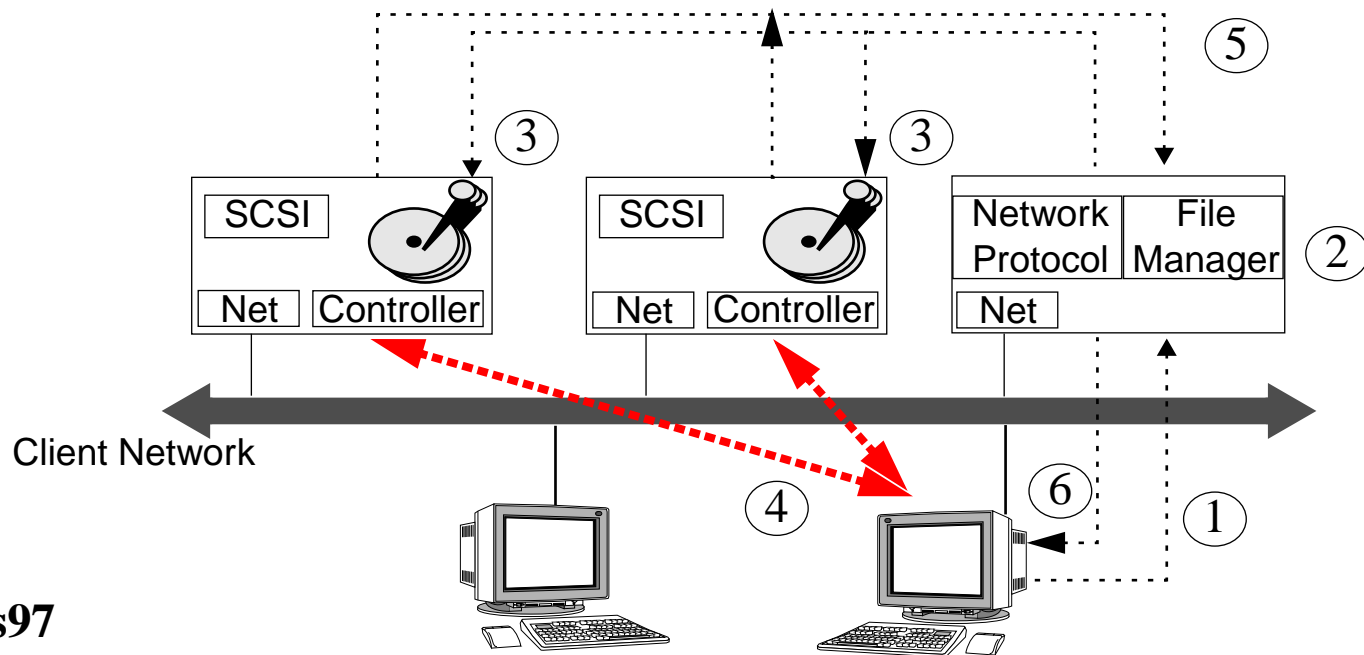 5
3
3
SCSI
SCSI
Network Protocol
File Manager
2
Net
Controller
Net
Controller
Net
Client Network
4
6
1
s97